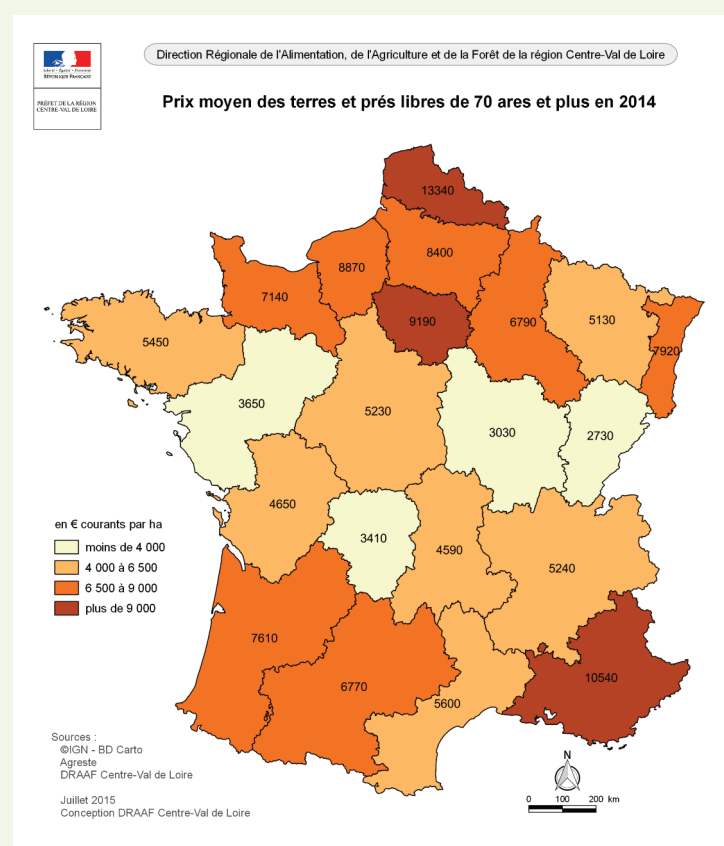 Direction Régionale de l'Alimentation, de l'Agriculture et de la Forêt de la région Centre-Val de Loire
Liberté • Égalité • Fraternité
RÉPUBLIQUE FRANÇAISE
PRÉFET DE LA RÉGION
CENTRE-VAL DE LOIRE
Prix moyen des terres et prés libres de 70 ares et plus en 2014
13340
8400
8870
7140
9190
6790
5130
7920
5450
3650
5230
3030
2730
4650
3410
4590
5240
7610
6770
5600
10540
en € courants par ha
moins de 4 000
4 000 à 6 500
6 500 à 9 000
plus de 9 000
Sources :
©IGN - BD Carto
Agreste
DRAAF Centre-Val de Loire
Juillet 2015
Conception DRAAF Centre-Val de Loire
N
0 100 200 km